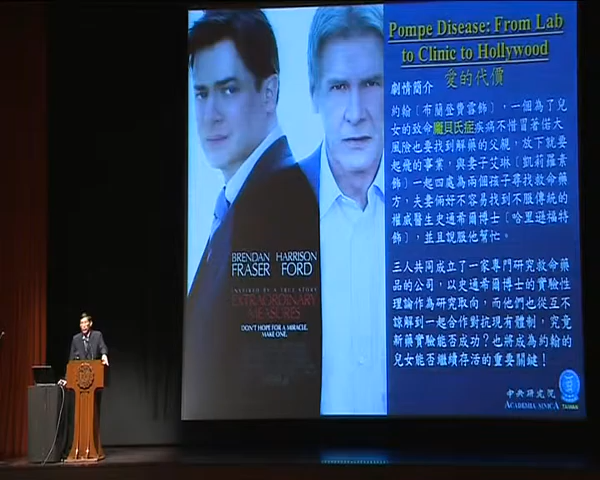 Pompe Disease: From Lab
to Clinic to Hollywood
愛的代價
劇情簡介
約翰〔布蘭登費雪飾〕，一個為了兒
女的致命龐貝氏症疾病不惜冒著偌大
風險也要找到解藥的父親，放下就要
起飛的事業，與妻子艾琳〔凱莉羅素
飾〕一起四處為兩個孩子尋找救命藥
方，夫妻倆好不容易找到不服傳統的
權威醫生史通希爾博士〔哈里遜福特
飾〕，並且說服他幫忙。
三人共同成立了一家專門研究救命藥
品的公司，以史通希爾博士的實驗性
理論作為研究取向，而他們也從互不
諒解到一起合作對抗現有體制，究竟
新藥實驗能否成功？也將成為約翰的
兒女能否繼續存活的重要關鍵！
BRENDAN HARRISON
FRASER FORD
INSPIRED BY A TRUE STORY
EXTRAORDINARY
MEASURES
DON'T HOPE FOR A MIRACLE.
MAKE ONE.
中央研究院
ACADEMIA SINICA
TAIWAN